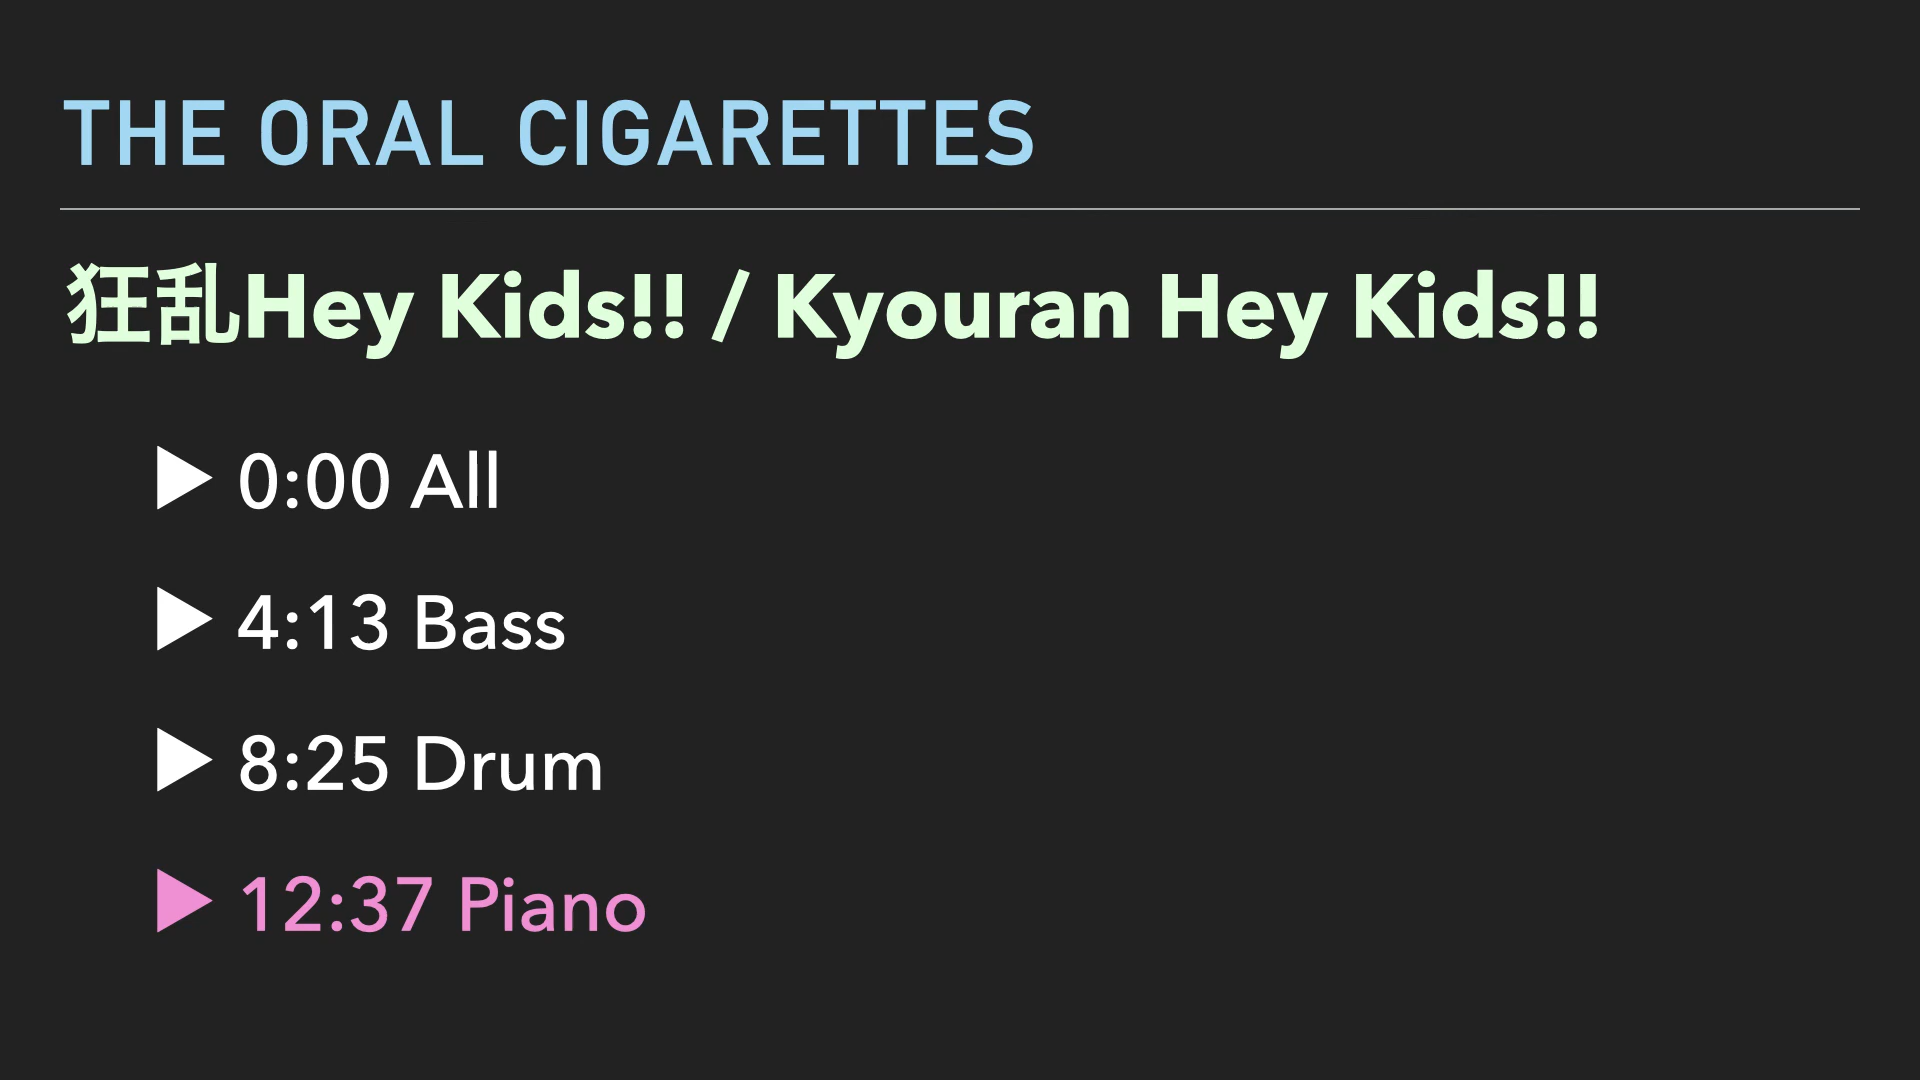 THE ORAL CIGARETTES
狂乱Hey Kids!! / Kyouran Hey Kids!!
▶ 0:00 All
▶ 4:13 Bass
▶ 8:25 Drum
▶ 12:37 Piano